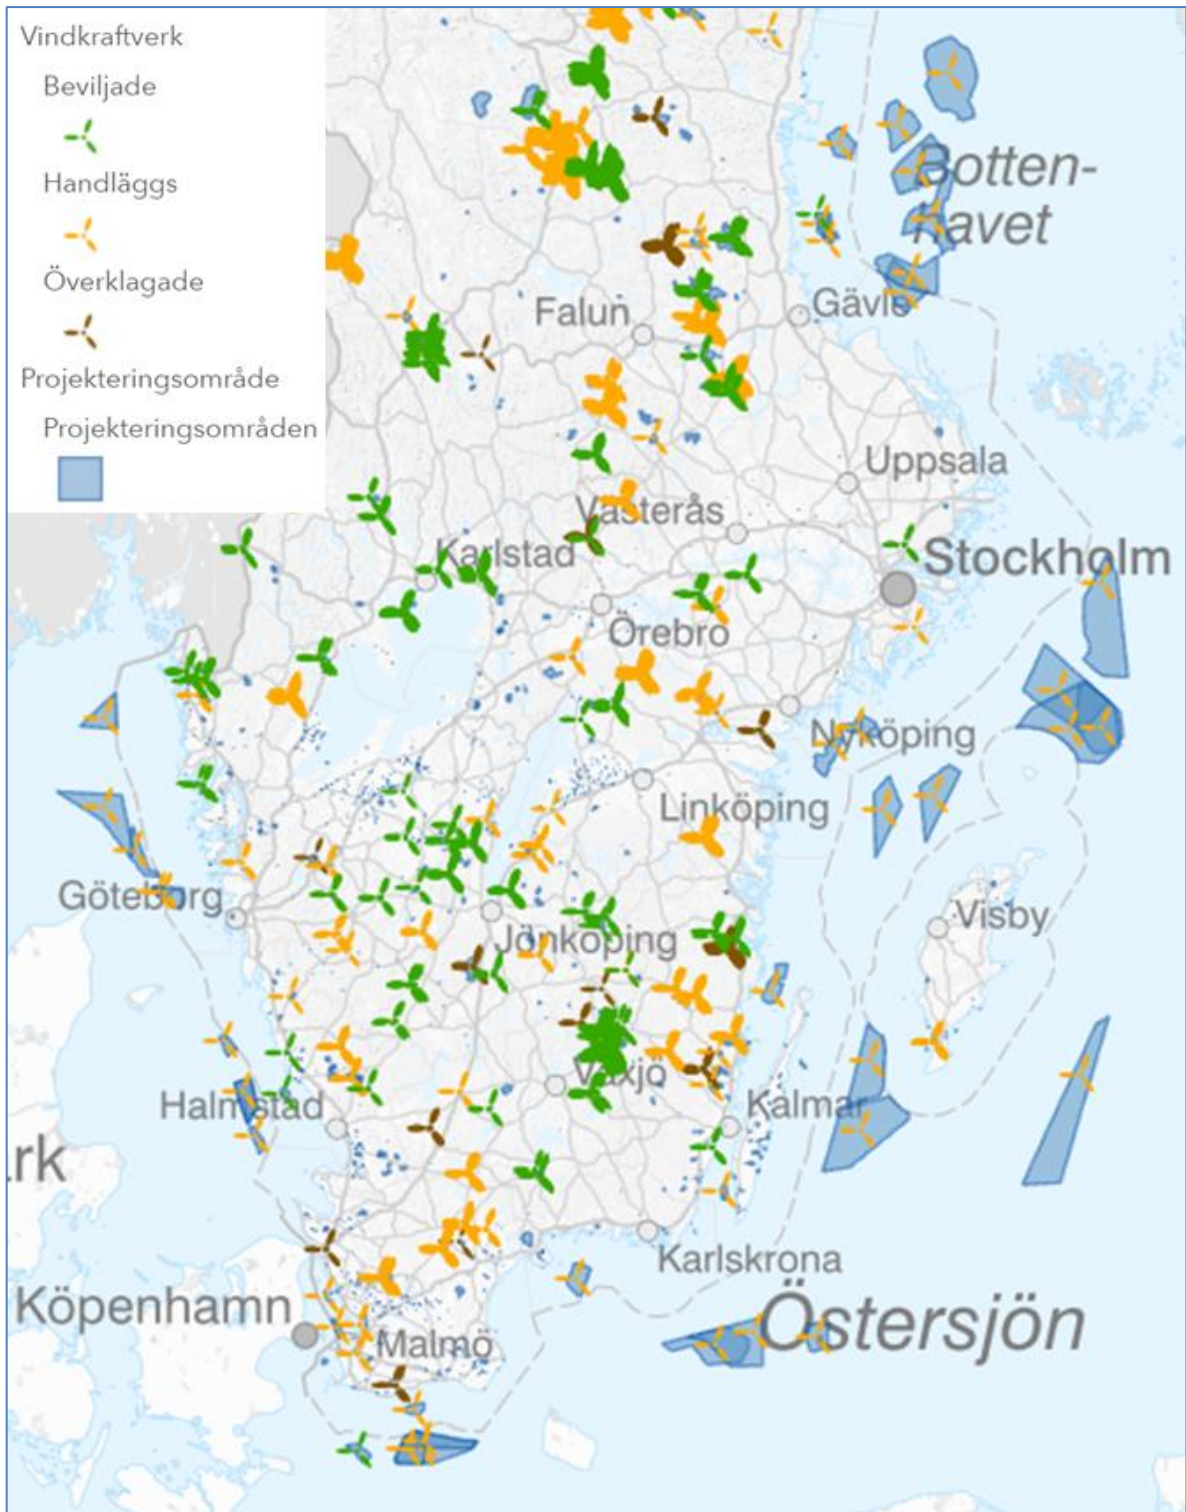 Vindkraftverk
Beviljade
Handläggs
Överklagade
Projekteringsområde
Projekteringsområden
Botten-
havet
Falun
Gävle
Uppsala
Västerås
Karlstad
Stockholm
Örebro
Nyköping
Linköping
Göteborg
Visby
Jönköping
Växjö
Halmstad
Kalmar
rk
Karlskrona
Köpenhamn
Östersjön
Malmö